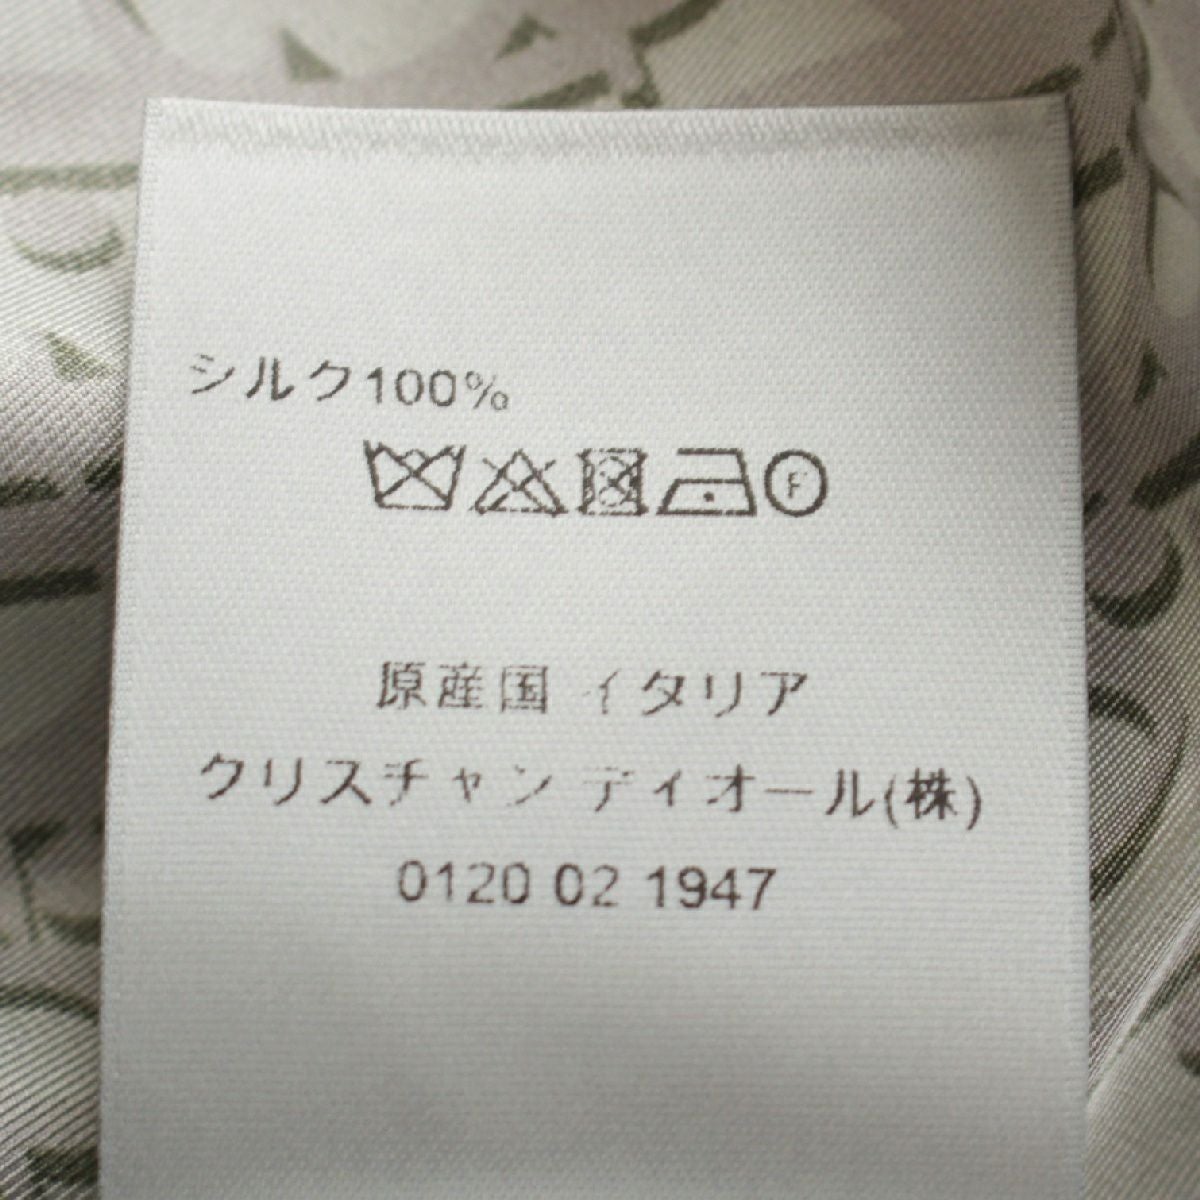 シルク100%
F
原産国 イタリア
クリスチャン ディオール(株)
0120 02 1947